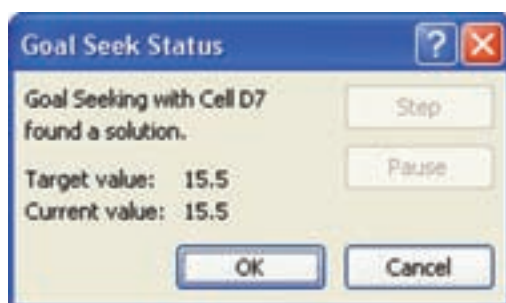 Goal Seek Status
?
Goal Seeking with Cell D7
found a solution.
Step
Pause
Target value: 15.5
Current value: 15.5
OK
Cancel